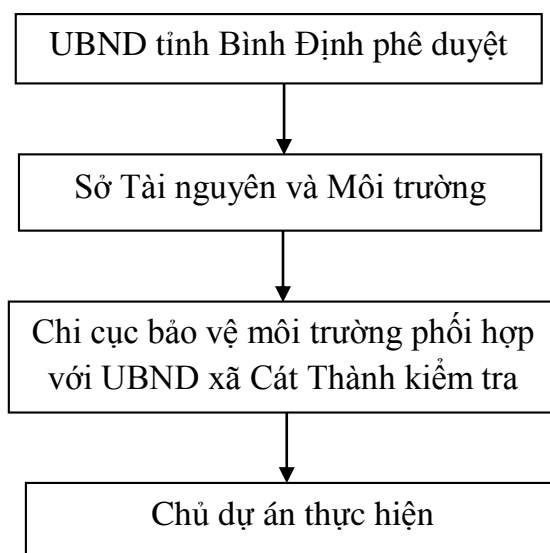 UBND tỉnh Bình Định phê duyệt
Sở Tài nguyên và Môi trường
Chi cục bảo vệ môi trường phối hợp
với UBND xã Cát Thành kiểm tra
Chủ dự án thực hiện